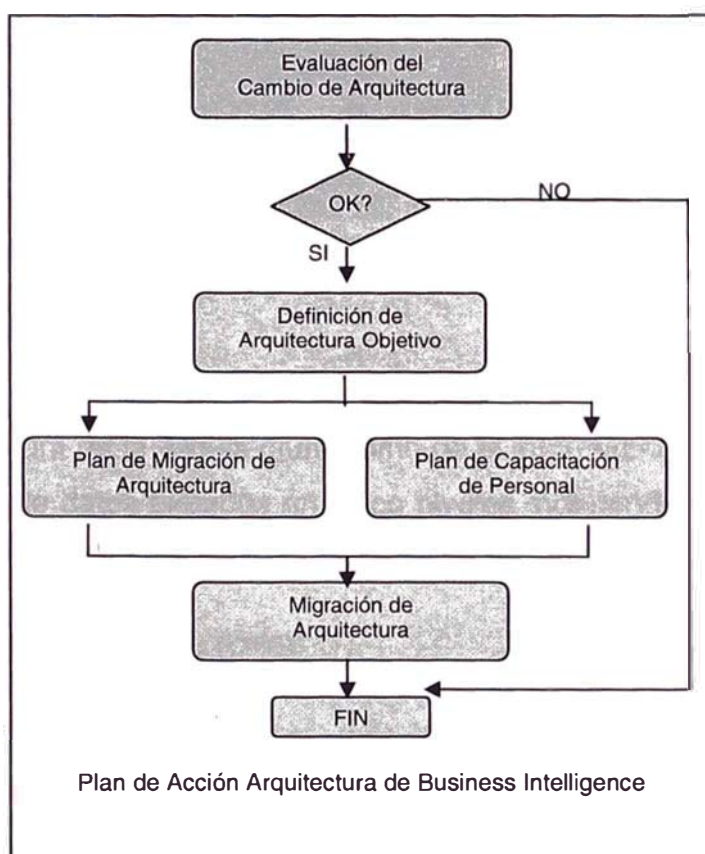 Evaluación del
Cambio de Arquitectura
OK?
NO
SI
Definición de
Arquitectura Objetivo
Plan de Migración de
Arquitectura
Plan de Capacitación
de Personal
Migración de
Arquitectura
FIN
Plan de Acción Arquitectura de Business Intelligence